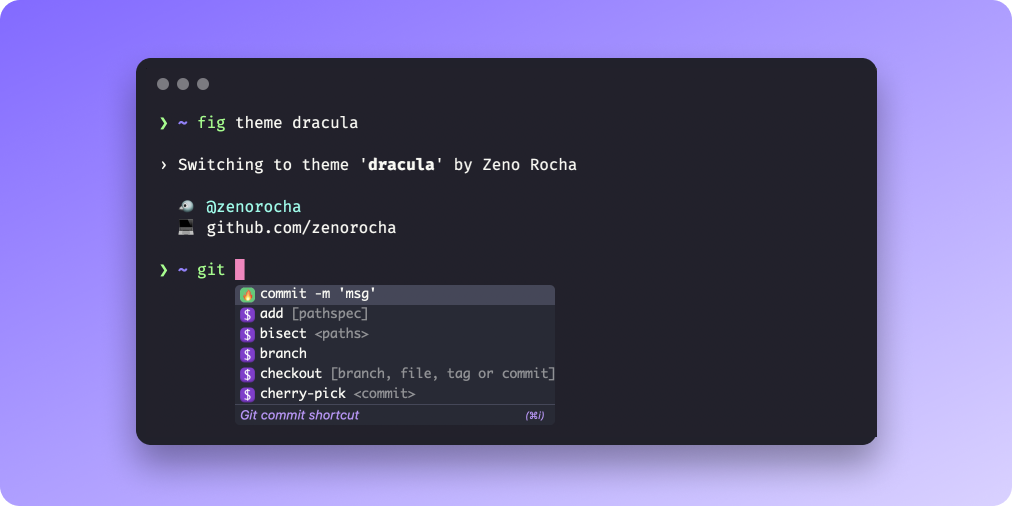 ❯ ~ fig theme dracula
› Switching to theme 'dracula' by Zeno Rocha
@zenorocha
github.com/zenorocha
❯ ~ git
commit -m 'msg'
$ add [pathspec]
$ bisect <paths>
$ branch
$ checkout [branch, file, tag or commit]
$ cherry-pick <commit>
Git commit shortcut (⌘i)